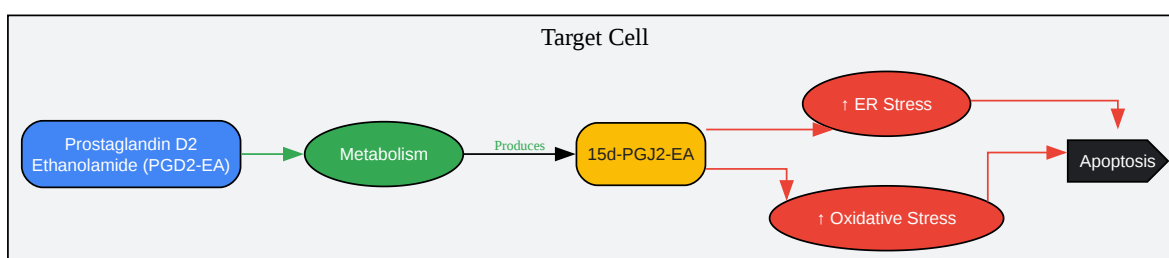 Target Cell
Prostaglandin D2
Ethanolamide (PGD2-EA)
Metabolism
Produces
15d-PGJ2-EA
↑ ER Stress
↑ Oxidative Stress
Apoptosis